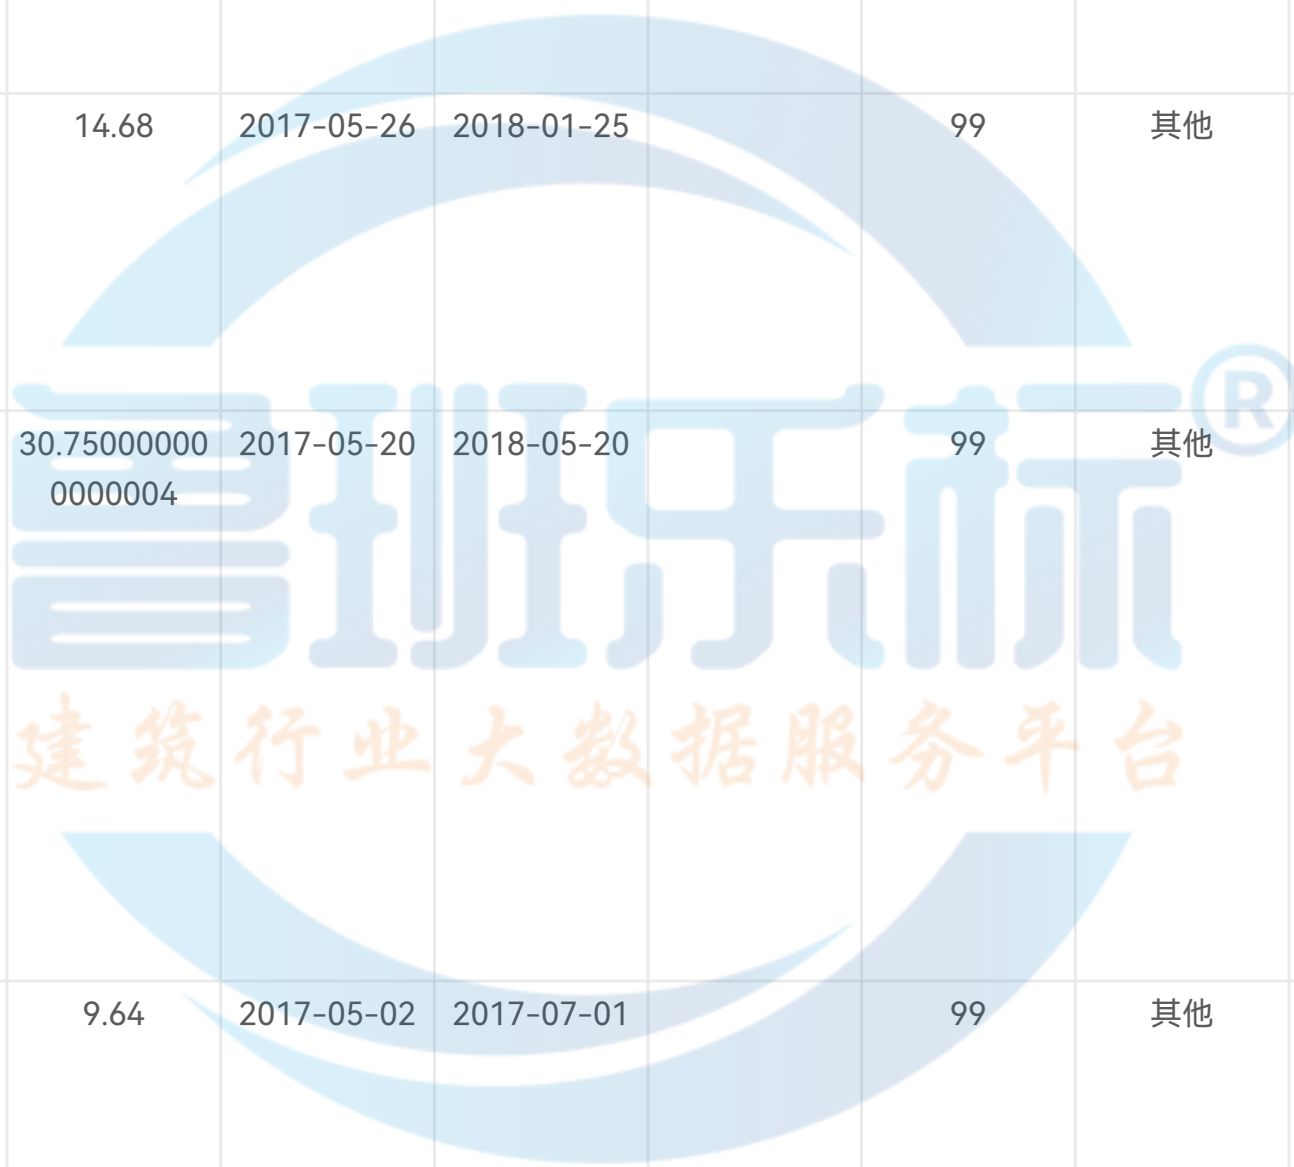 14.68 2017-05-26 2018-01-25 99 其他
鲁班乐标®
30.75000000 2017-05-20 2018-05-20 99 其他
0000004
建筑行业大数据服务平台
9.64 2017-05-02 2017-07-01 99 其他